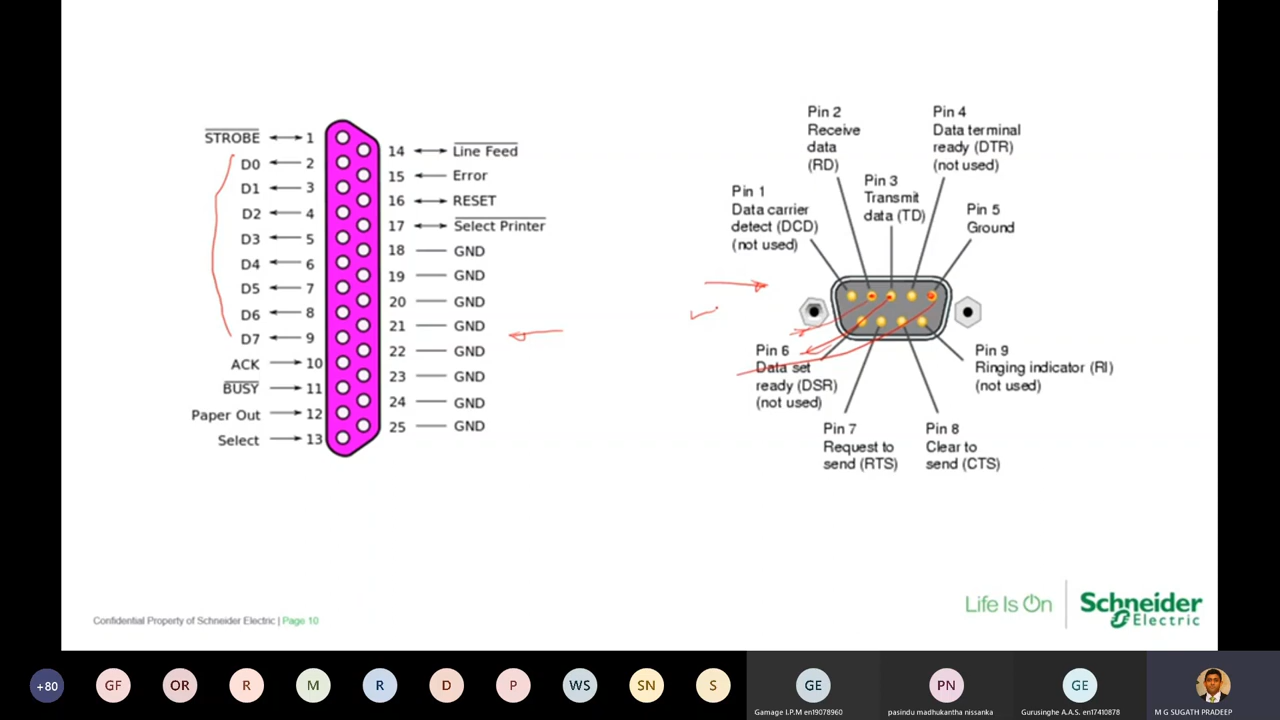 STROBE
1
D0
2
D1
3
D2
4
D3
5
D4
6
D5
7
D6
8
D7
9
ACK
10
BUSY
11
Paper Out
12
Select
13
14
Line Feed
15
Error
16
RESET
17
Select Printer
18
GND
19
GND
20
GND
21
GND
22
GND
23
GND
24
GND
25
GND
Pin 1
Data carrier
detect (DCD)
(not used)
Pin 2
Receive
data
(RD)
Pin 3
Transmit
data (TD)
Pin 4
Data terminal
ready (DTR)
(not used)
Pin 5
Ground
Pin 6
Data set
ready (DSR)
(not used)
Pin 7
Request to
send (RTS)
Pin 8
Clear to
send (CTS)
Pin 9
Ringing indicator (RI)
(not used)
Confidential Property of Schneider Electric | Page 10
Life Is On
Schneider
Electric
+80
GF
OR
R
M
R
D
P
WS
SN
S
GE
Gamage I.P.M en19078960
PN
pasindu madhukantha nissanka
GE
Gurusinghe A.A.S. en17410878
M G SUGATH PRADEEP